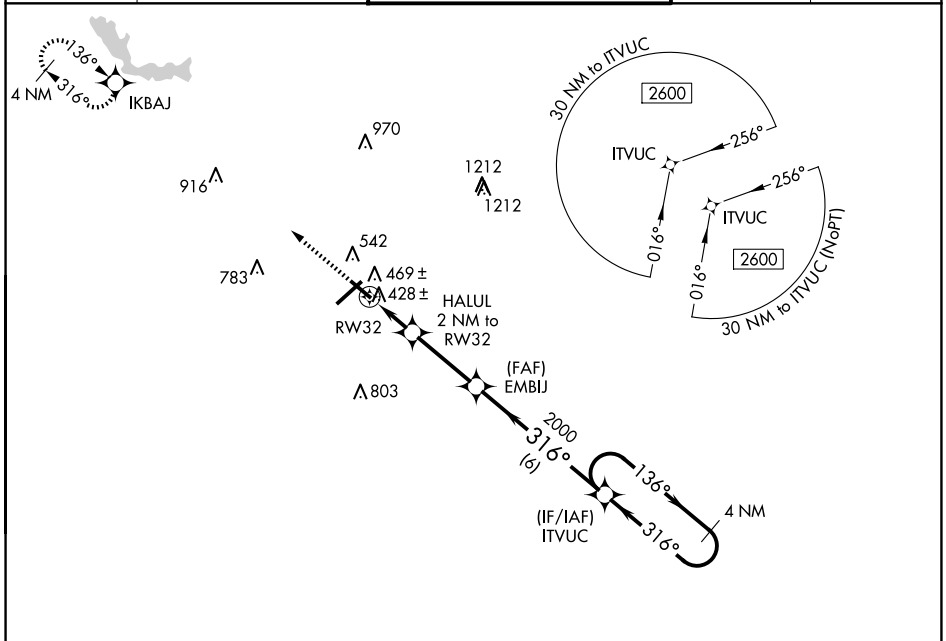 136°
316°
4 NM
IKBAJ
970
916
1212
1212
542
783
469 ±
428 ±
RW32
HALUL
2 NM to
RW32
(FAF)
EMBIJ
803
2000
316°
(6)
(IF/IAF)
ITVUC
136°
316°
4 NM
30 NM to ITVUC
2600
ITVUC
256°
016°
256°
ITVUC
2600
016°
30 NM to ITVUC (NoPT)